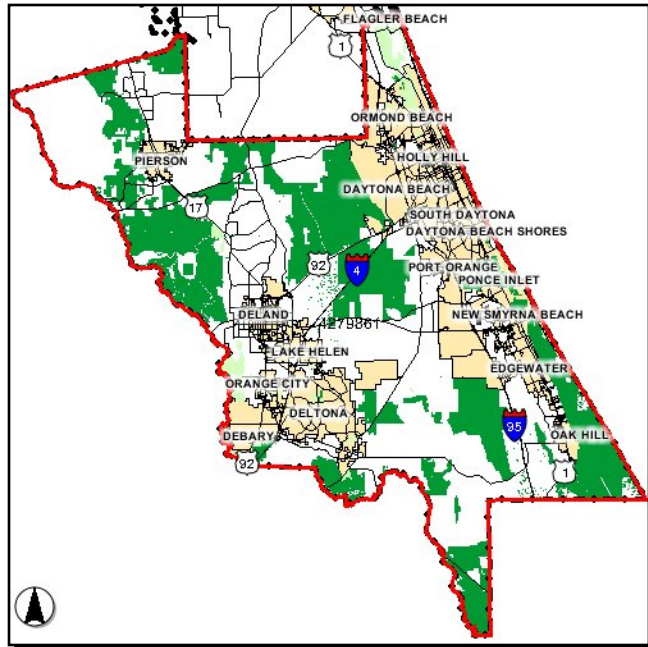 FLAGLER BEACH
1
ORMOND BEACH
HOLLY HILL
PIERSON
DAYTONA BEACH
17
SOUTH DAYTONA
DAYTONA BEACH SHORES
92
4
PORT ORANGE
PONCE INLET
DELAND
4279861
NEW SMYRNA BEACH
LAKE HELEN
EDGEWATER
ORANGE CITY
DELTONA
95
DEBARY
OAK HILL
92
1